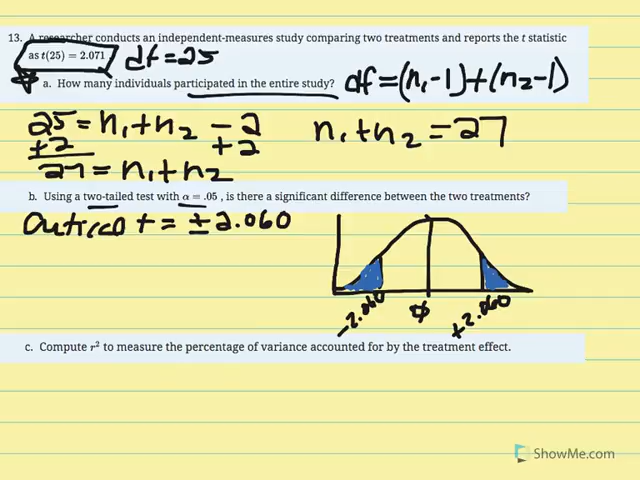 13. A researcher conducts an independent-measures study comparing two treatments and reports the t statistic
as t(25) = 2.071. df=25
a. How many individuals participated in the entire study? df=(n₁-1)+(n₂-1)
25=n₁+n₂-2 n₁+n₂=27
+2 +2
27=n₁+n₂
b. Using a two-tailed test with α = .05 , is there a significant difference between the two treatments?
t = ±2.060
-2.060 +2.060
c. Compute r² to measure the percentage of variance accounted for by the treatment effect.
ShowMe.com